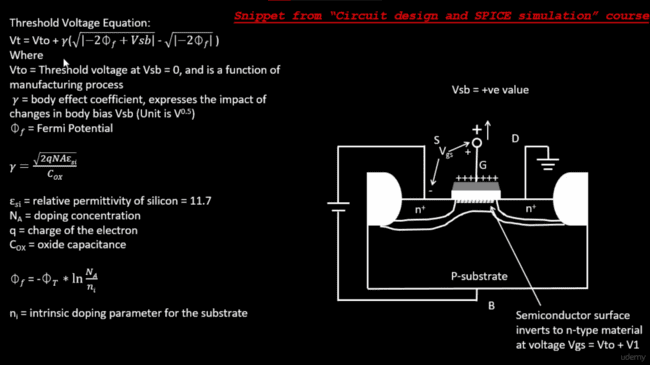 Snippet from “Circuit design and SPICE simulation” course
Threshold Voltage Equation:
Vt = Vto + γ(√|−2Φf + Vsb| - √|−2Φf| )
Where
Vto = Threshold voltage at Vsb = 0, and is a function of
manufacturing process
γ = body effect coefficient, expresses the impact of
changes in body bias Vsb (Unit is V^0.5)
Φf = Fermi Potential
γ = √2qNAεsi / Cox
εsi = relative permittivity of silicon = 11.7
NA = doping concentration
q = charge of the electron
Cox = oxide capacitance
Φf = -ΦT * ln NA / ni
ni = intrinsic doping parameter for the substrate
Vsb = +ve value
S
Vgs
+
+
-
G
D
+++++++
n+
n+
P-substrate
B
Semiconductor surface
inverts to n-type material
at voltage Vgs = Vto + V1
udemy